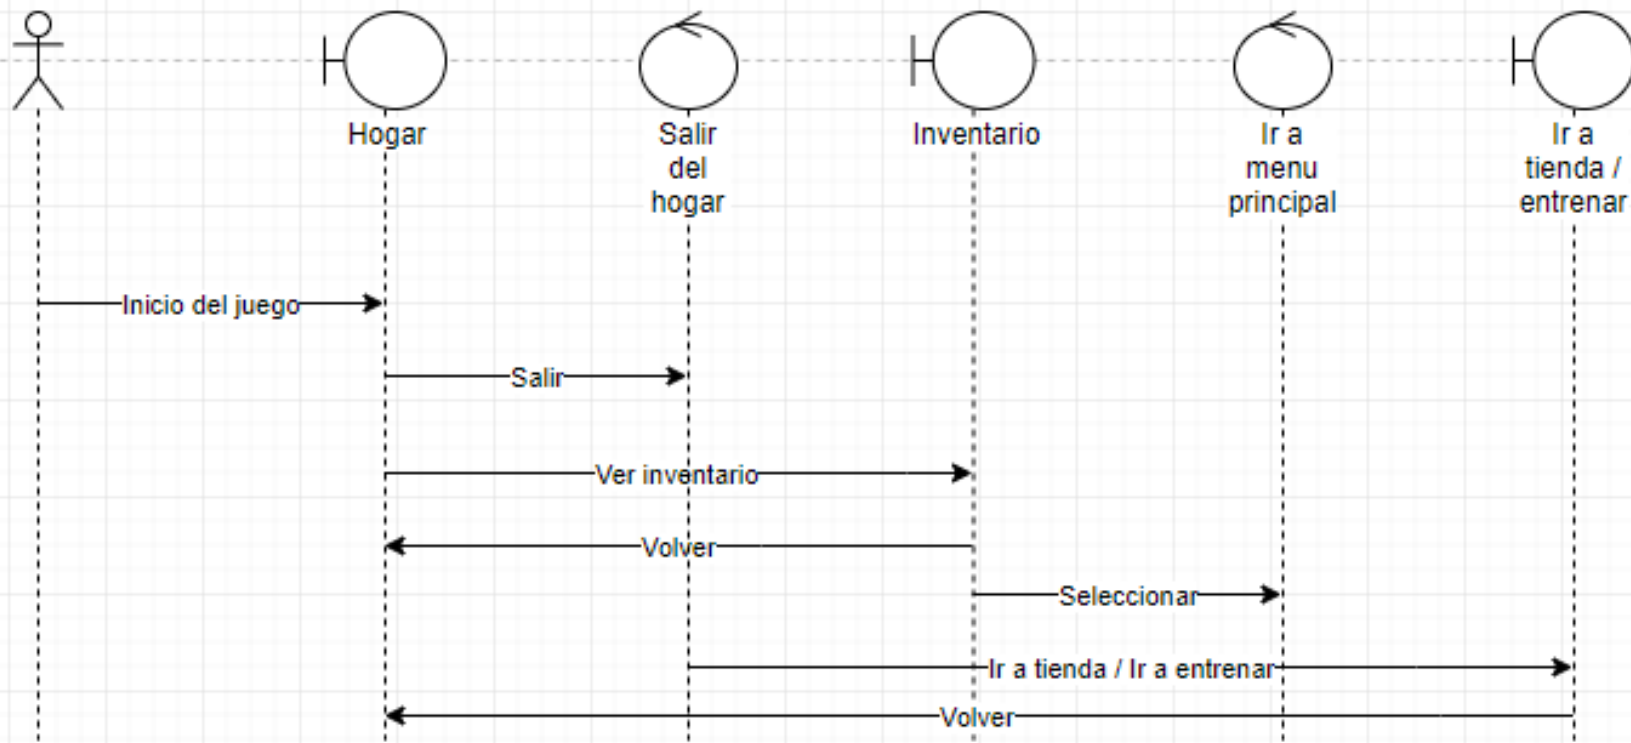 Hogar
Salir
del
hogar
Inventario
Ir a
menu
principal
Ir a
tienda /
entrenar
Inicio del juego
Salir
Ver inventario
Volver
Seleccionar
Ir a tienda / Ir a entrenar
Volver